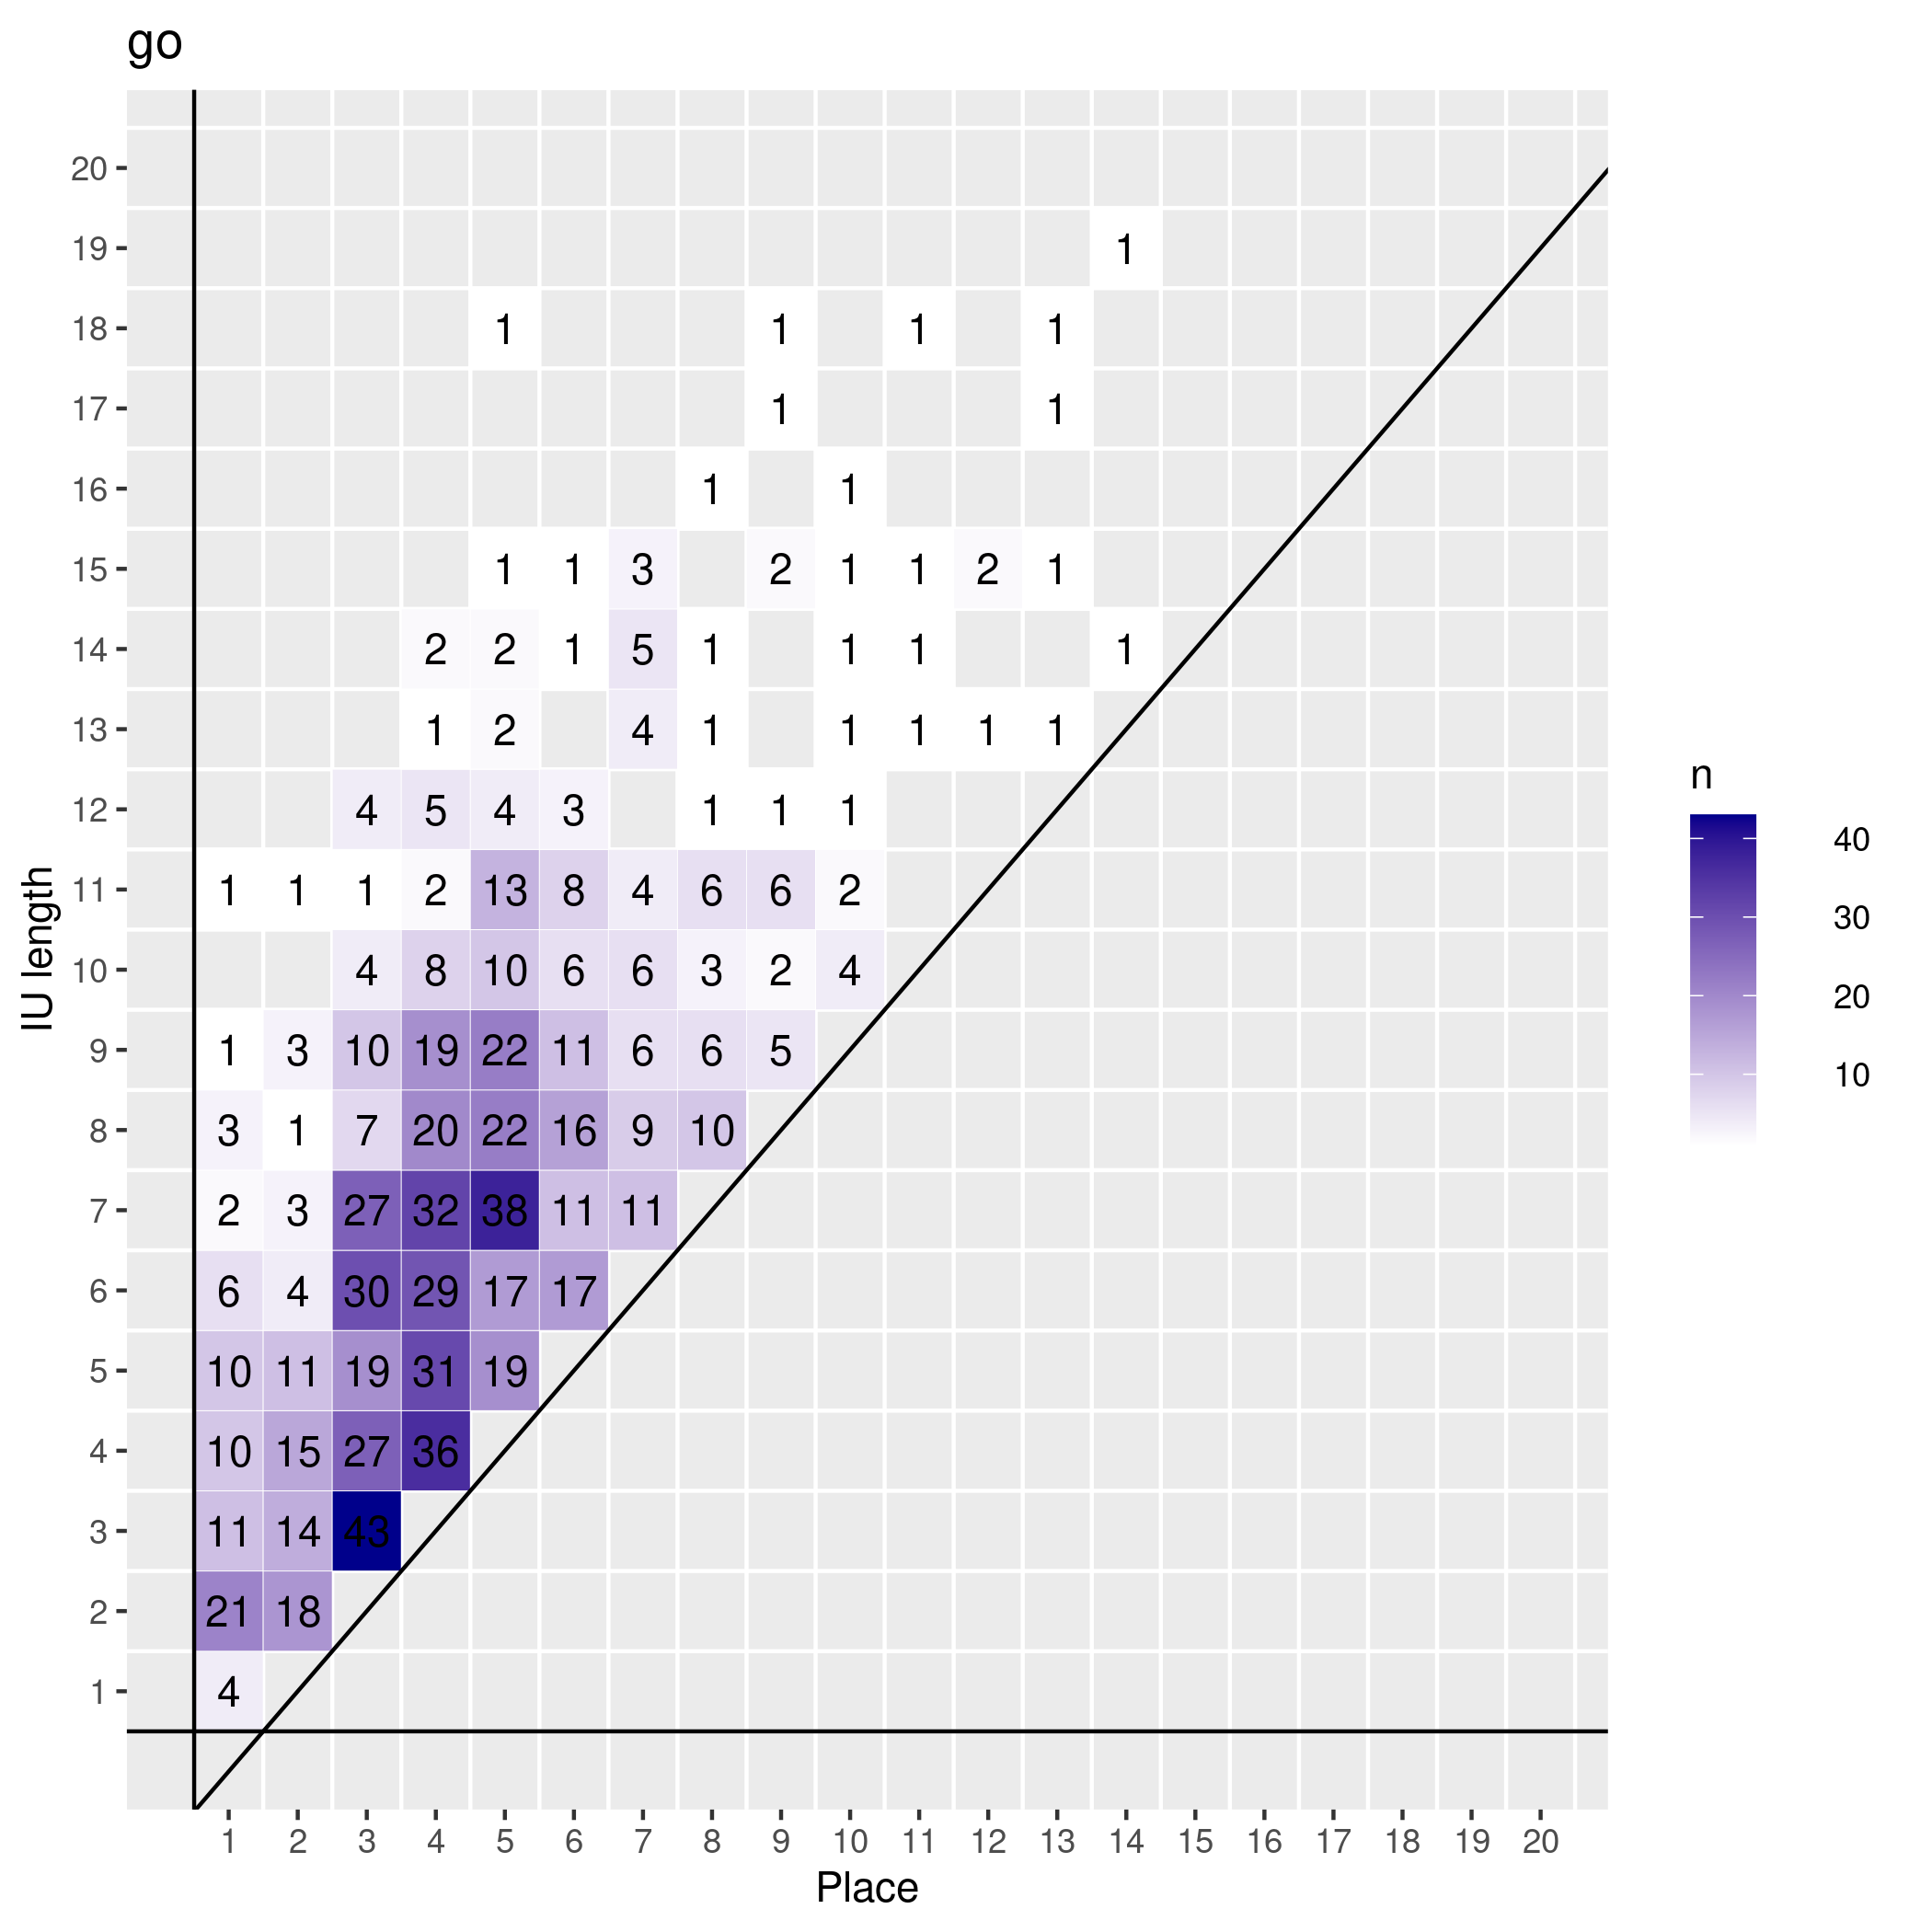 go
20
19 1
18 1 1 1 1
17 1 1
16 1 1
15 1 1 3 2 1 1 2 1
14 2 2 1 5 1 1 1 1
13 1 2 4 1 1 1 1 1
12 4 5 4 3 1 1 1
11 1 1 1 2 13 8 4 6 6 2
10 4 8 10 6 6 3 2 4
9 1 3 10 19 22 11 6 6 5
8 3 1 7 20 22 16 9 10
7 2 3 27 32 38 11 11
6 6 4 30 29 17 17
5 10 11 19 31 19
4 10 15 27 36
3 11 14 43
2 21 18
1 4
1 2 3 4 5 6 7 8 9 10 11 12 13 14 15 16 17 18 19 20
Place
IU length
n
40
30
20
10